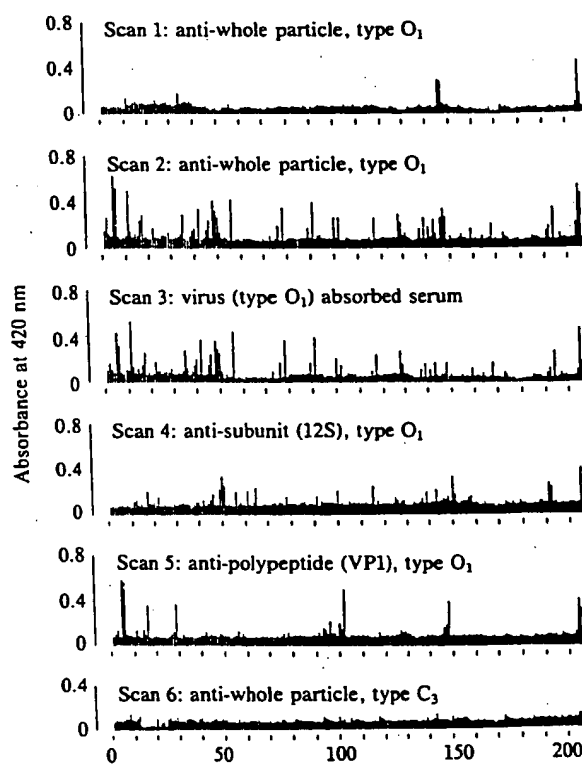 0.8
Scan 1: anti-whole particle, type O₁
0.4
0
0.8
Scan 2: anti-whole particle, type O₁
0.4
0
0.8
Scan 3: virus (type O₁) absorbed serum
0.4
0
Absorbance at 420 nm
0.8
Scan 4: anti-subunit (12S), type O₁
0.4
0
0.8
Scan 5: anti-polypeptide (VP1), type O₁
0.4
0
0.4
Scan 6: anti-whole particle, type C₃
0
0 50 100 150 200